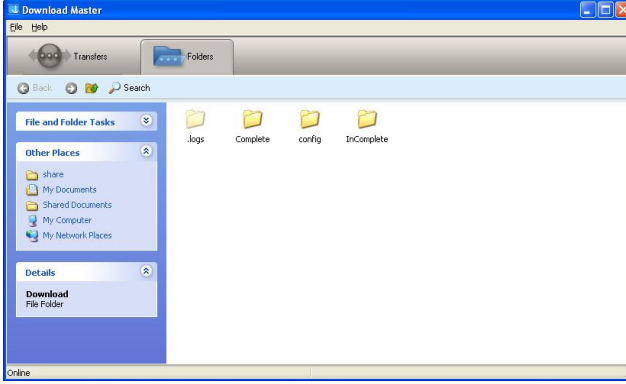 Download Master
File Help
Transfers Folders
Back Search
File and Folder Tasks
Other Places
share
My Documents
Shared Documents
My Computer
My Network Places
Details
Download
File Folder
.logs Complete config InComplete
Online